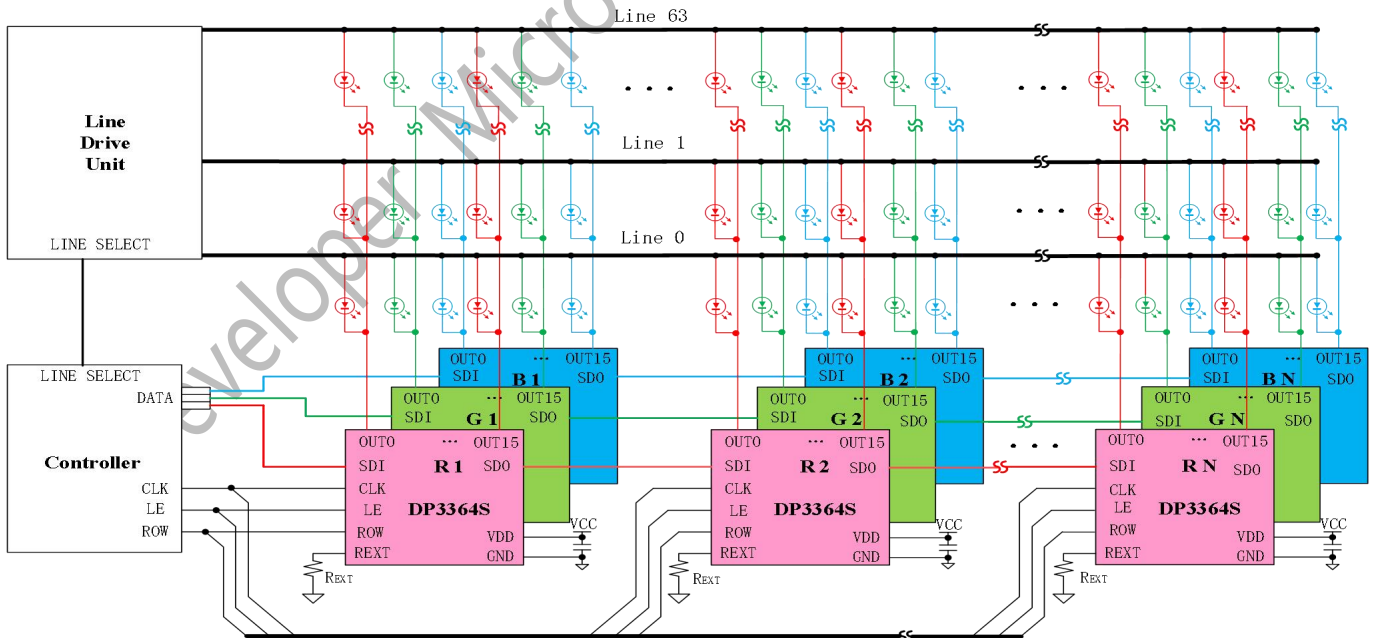 Line 63
Line
Drive
Unit
Line 1
LINE SELECT
Line 0
LINE SELECT
DATA
Controller
CLK
LE
ROW
OUT0 ... OUT15
SDI B 1 SDO
OUT0 ... OUT15
SDI G 1 SDO
OUT0 ... OUT15
SDI R 1 SDO
CLK
LE DP3364S
ROW VDD
REXT GND
VCC
REXT
OUT0 ... OUT15
SDI B 2 SDO
OUT0 ... OUT15
SDI G 2 SDO
OUT0 ... OUT15
SDI R 2 SDO
CLK
LE DP3364S
ROW VDD
REXT GND
VCC
REXT
OUT0 ... OUT15
SDI B N SDO
OUT0 ... OUT15
SDI G N SDO
OUT0 ... OUT15
SDI R N SDO
CLK
LE DP3364S
ROW VDD
REXT GND
VCC
REXT